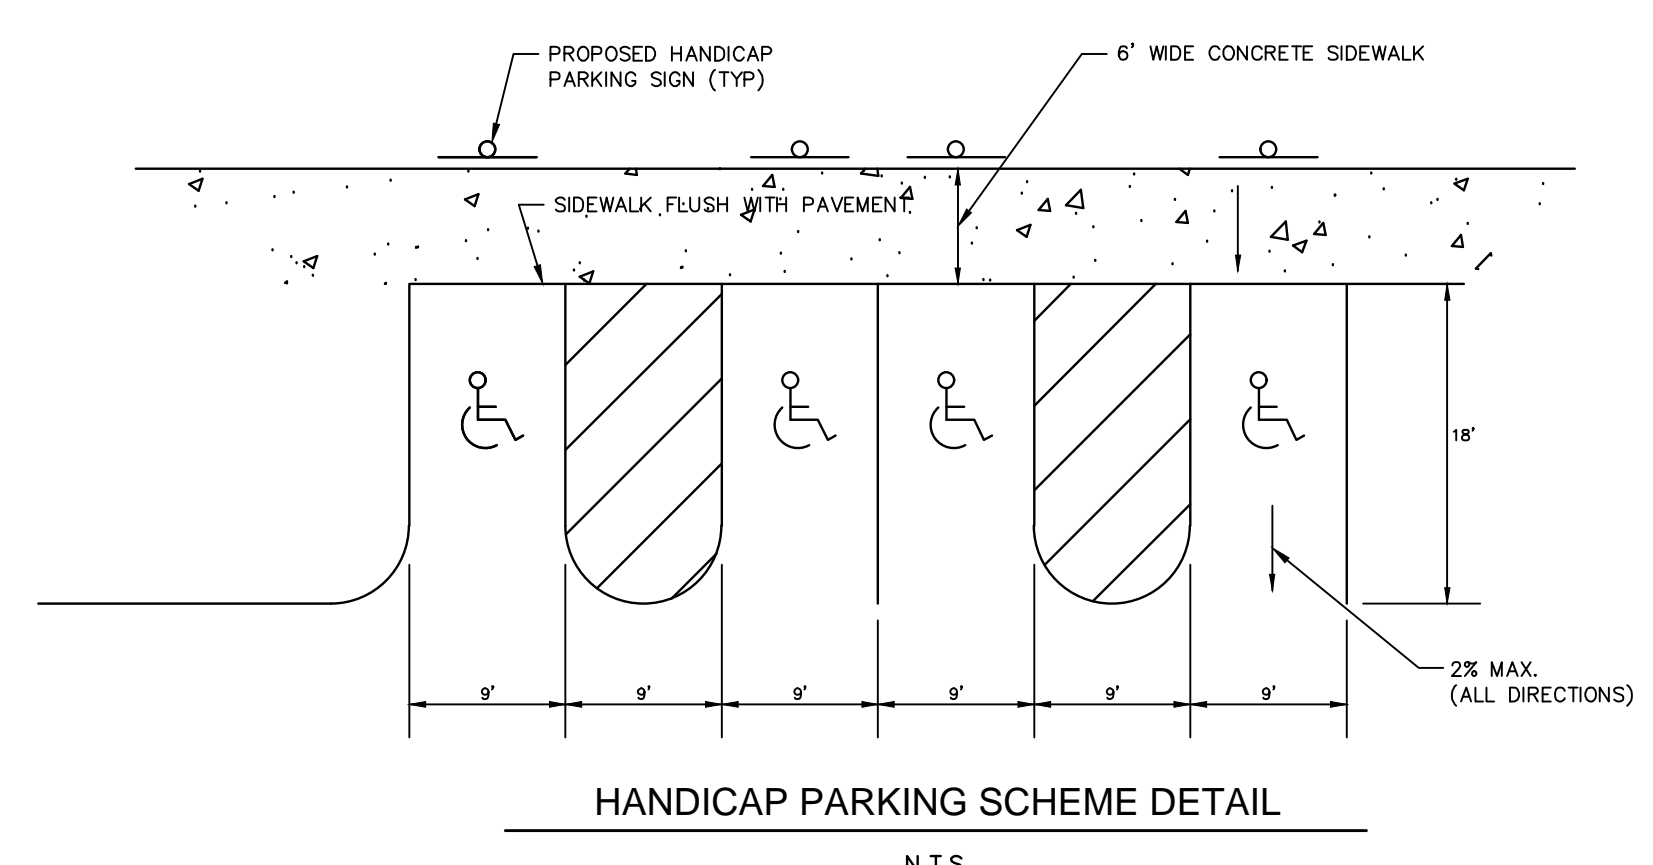 PROPOSED HANDICAP
PARKING SIGN (TYP)
6' WIDE CONCRETE SIDEWALK
SIDEWALK FLUSH WITH PAVEMENT
18'
2% MAX.
(ALL DIRECTIONS)
9' 9' 9' 9' 9' 9'
HANDICAP PARKING SCHEME DETAIL
N.T.S.